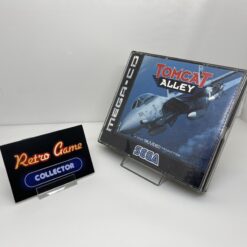 Retro Game
COLLECTOR
MEGA-CD
TOMCAT
ALLEY
SEGA